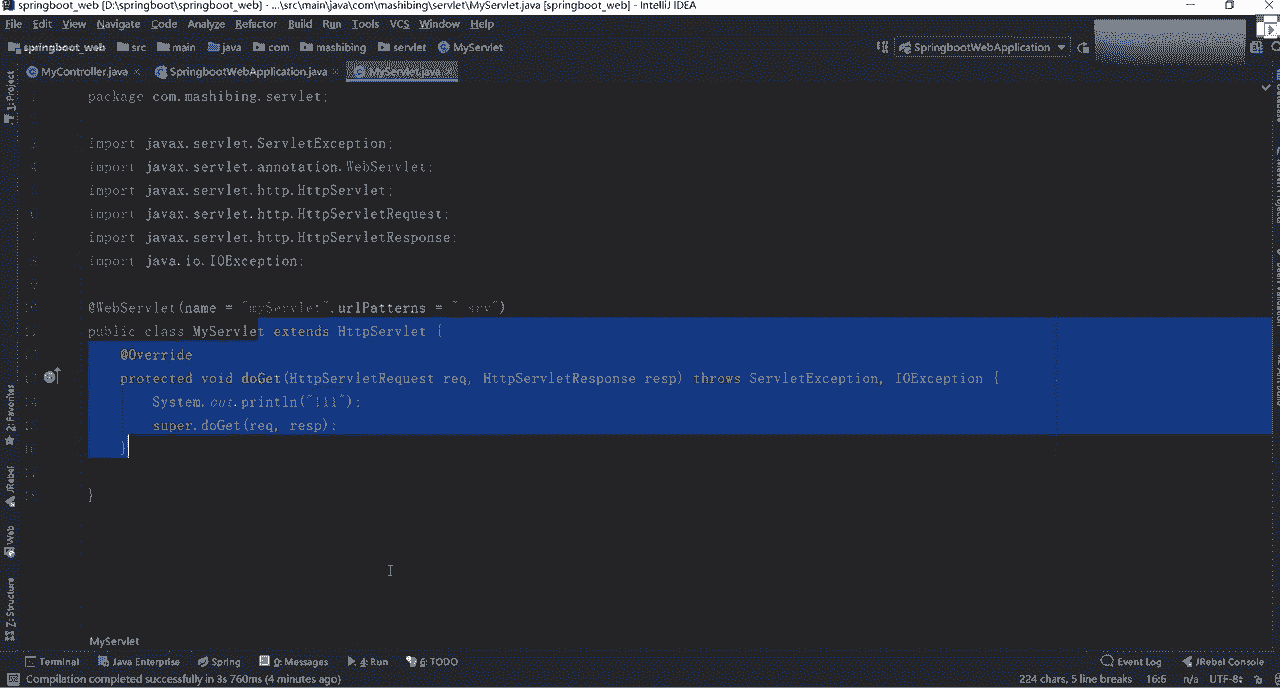 springboot_web [D:\springboot\springboot_web] - ...\src\main\java\com\mashibing\servlet\MyServlet.java [springboot_web] - IntelliJ IDEA
File Edit View Navigate Code Analyze Refactor Build Run Tools VCS Window Help
springboot_web src main java com mashibing servlet MyServlet SpringbootWebApplication
MyController.java SpringbootWebApplication.java MyServlet.java
1: Project
package com.mashibing.servlet;
import javax.servlet.ServletException;
import javax.servlet.annotation.WebServlet;
import javax.servlet.http.HttpServlet;
import javax.servlet.http.HttpServletRequest;
import javax.servlet.http.HttpServletResponse;
import java.io.IOException;
@WebServlet(name = "myServlet",urlPatterns = " srv")
public class MyServlet extends HttpServlet {
@Override
protected void doGet(HttpServletRequest req, HttpServletResponse resp) throws ServletException, IOException {
System.out.println("111");
super.doGet(req, resp);
}
}
2: Favorites
JRebel
Web
Z: Structure
MyServlet
Terminal Java Enterprise Spring 0: Messages 4: Run 6: TODO Event Log JRebel Console
Compilation completed successfully in 3s 760ms (4 minutes ago) 224 chars, 5 line breaks 16:6 n/a UTF-8